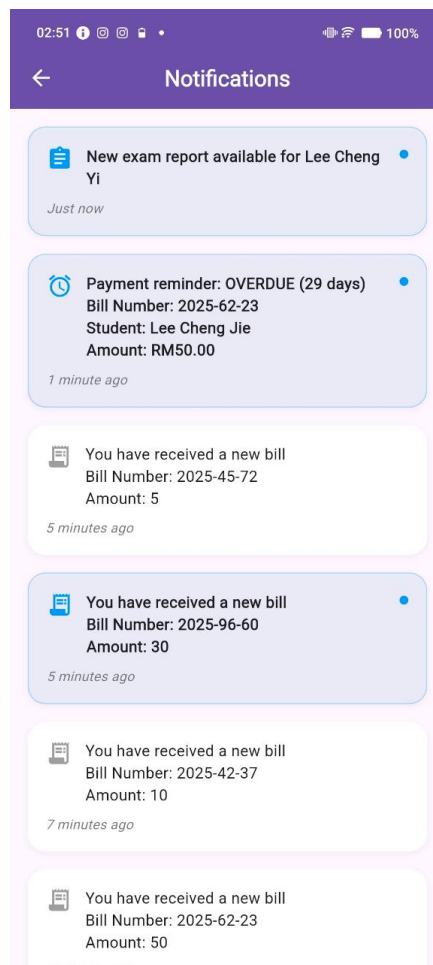 02:51 100%
Notifications
New exam report available for Lee Cheng
Yi
Just now
Payment reminder: OVERDUE (29 days)
Bill Number: 2025-62-23
Student: Lee Cheng Jie
Amount: RM50.00
1 minute ago
You have received a new bill
Bill Number: 2025-45-72
Amount: 5
5 minutes ago
You have received a new bill
Bill Number: 2025-96-60
Amount: 30
5 minutes ago
You have received a new bill
Bill Number: 2025-42-37
Amount: 10
7 minutes ago
You have received a new bill
Bill Number: 2025-62-23
Amount: 50